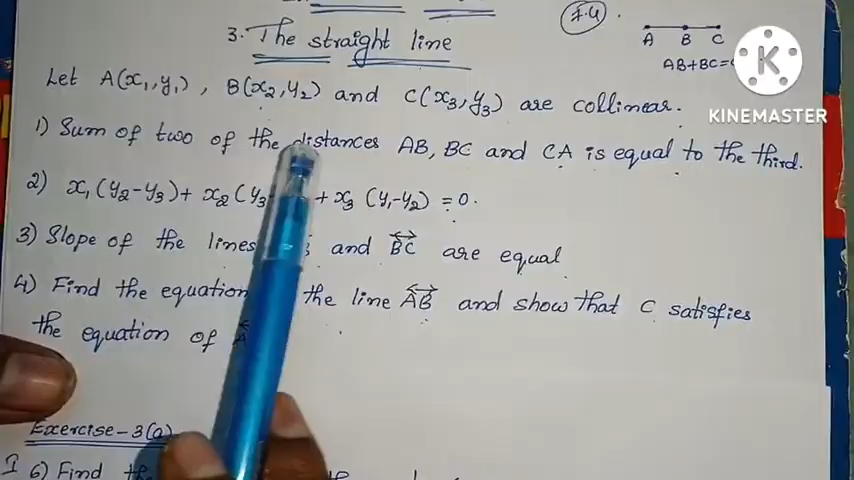 I.4
3. The straight line
A B C
AB+BC=
KINEMASTER
Let A(x₁,y₁), B(x₂,y₂) and C(x₃,y₃) are collinear.
1) Sum of two of the distances AB, BC and CA is equal to the third.
2) x₁(y₂-y₃)+ x₂(y₃ + x₃(y₁-y₂) =0.
3) Slope of the lines and BC are equal
4) Find the equation the line AB and show that C satisfies
the equation of
Exercise-3(a)
I 6) Find the